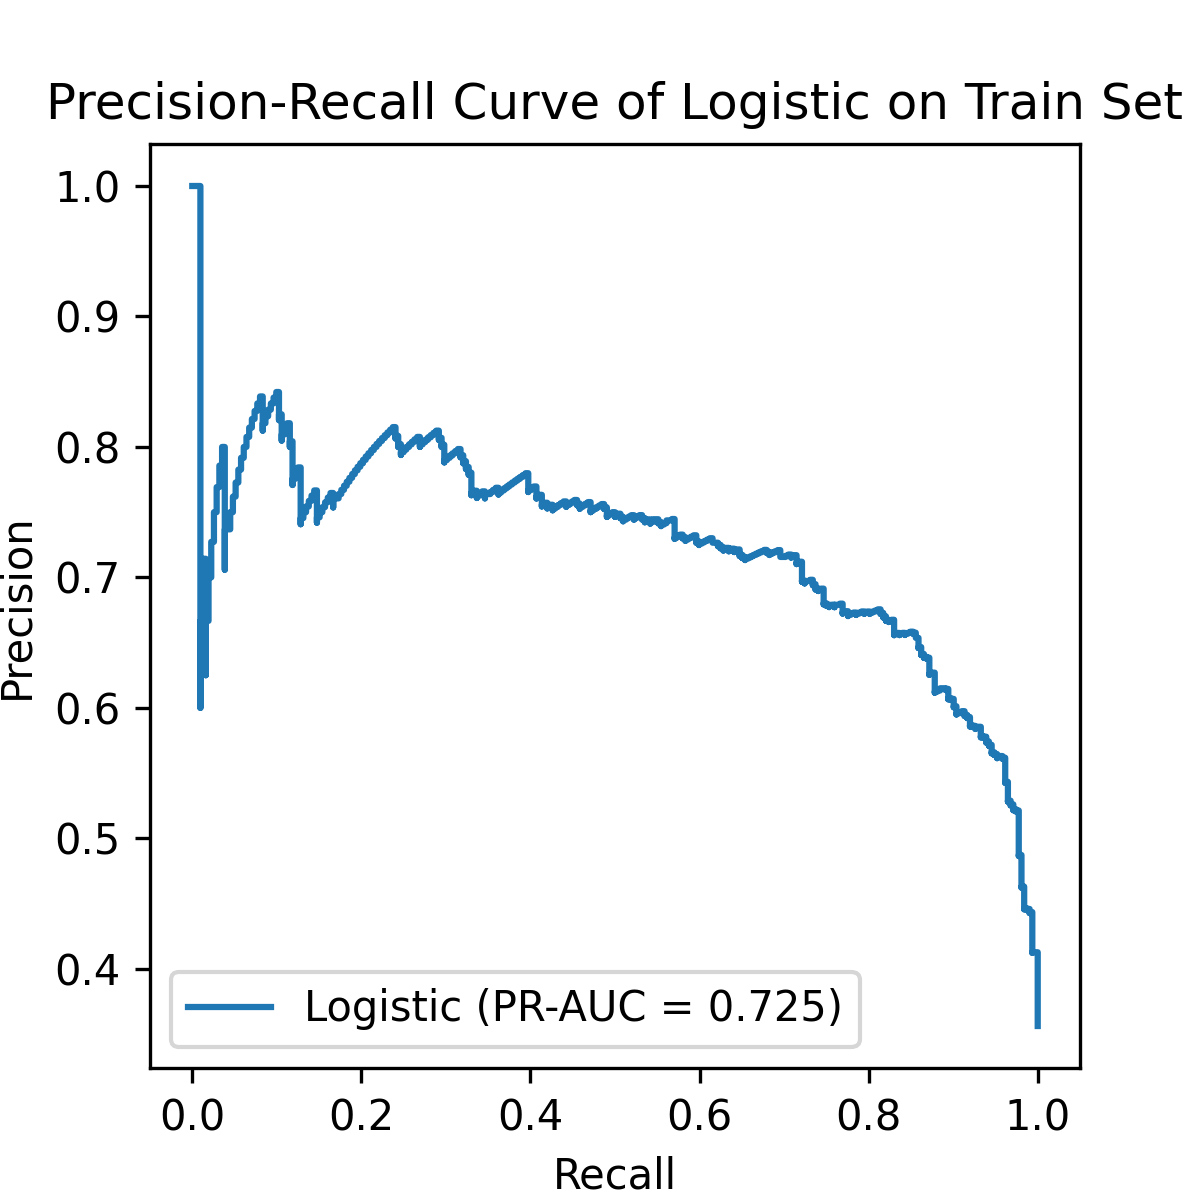 Precision-Recall Curve of Logistic on Train Set
1.0
0.9
0.8
0.7
0.6
0.5
0.4
Precision
Logistic (PR-AUC = 0.725)
0.0 0.2 0.4 0.6 0.8 1.0
Recall